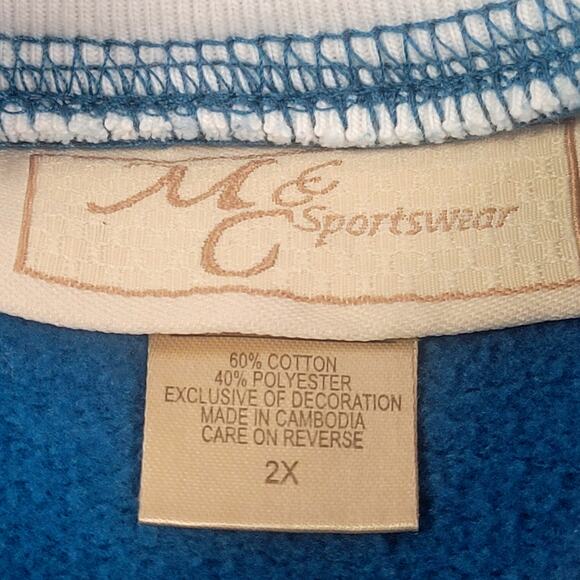 M & C Sportswear
60% COTTON
40% POLYESTER
EXCLUSIVE OF DECORATION
MADE IN CAMBODIA
CARE ON REVERSE
2X